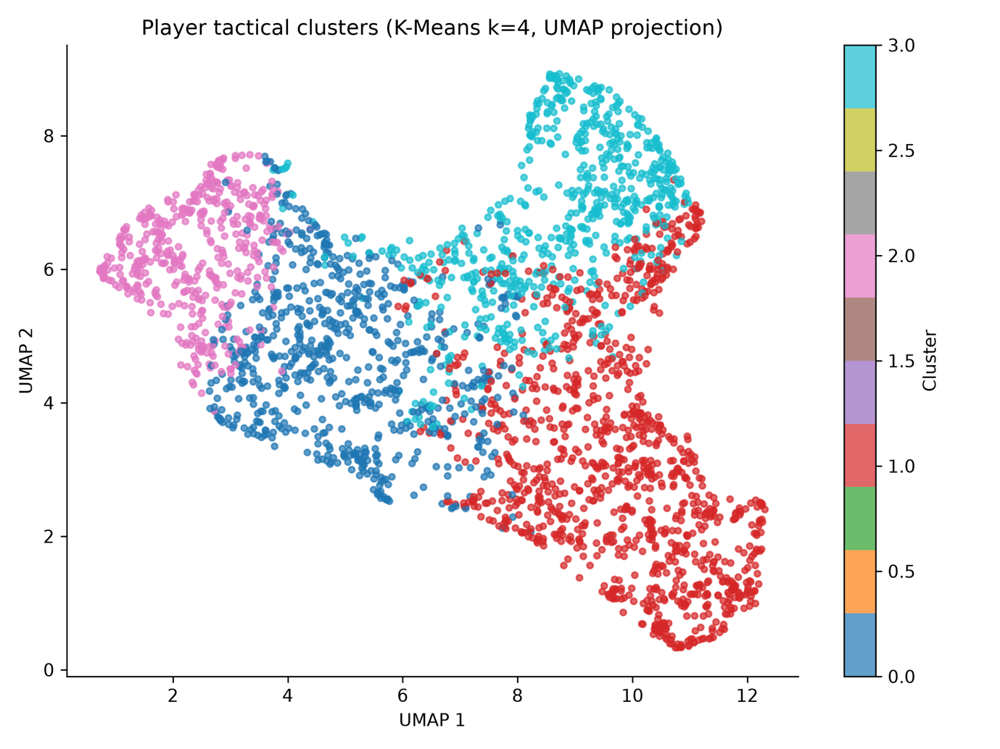 Player tactical clusters (K-Means k=4, UMAP projection)
UMAP 2
8
6
4
2
0
2 4 6 8 10 12
UMAP 1
3.0
2.5
2.0
1.5
1.0
0.5
0.0
Cluster